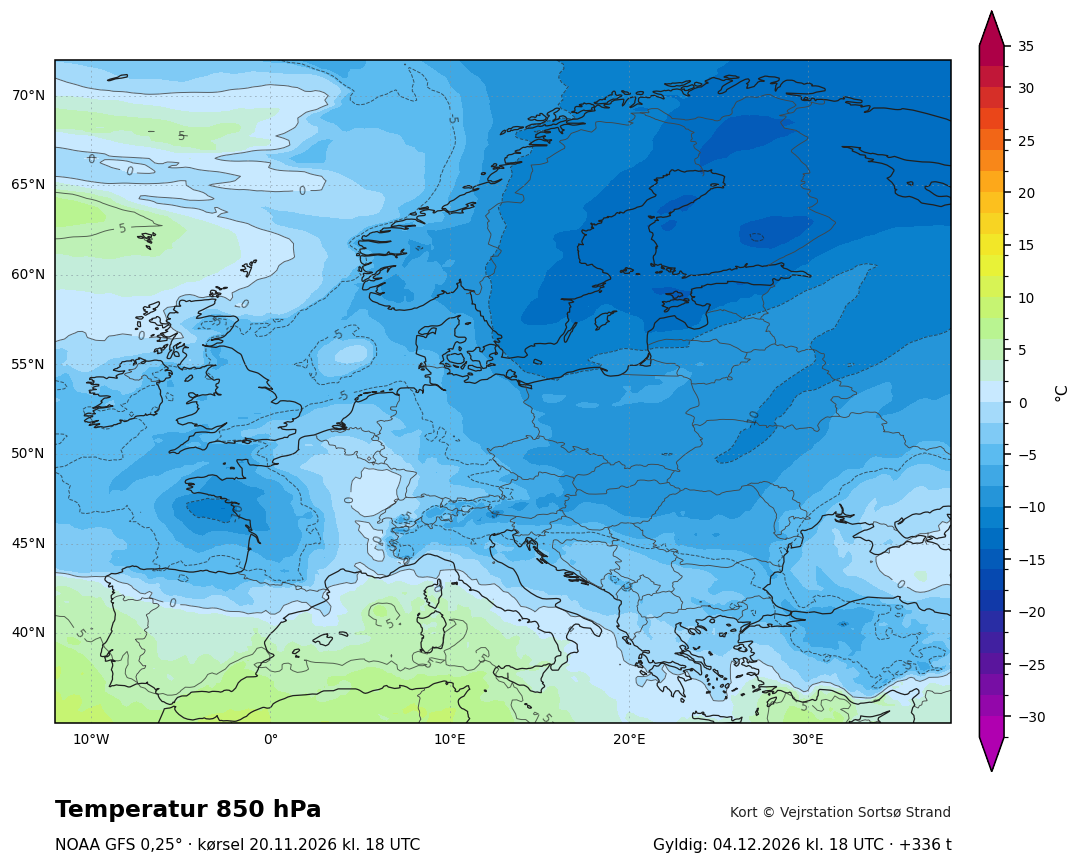 70°N
65°N
60°N
55°N
50°N
45°N
40°N
10°W
0°
10°E
20°E
30°E
35
30
25
20
15
10
5
0
−5
−10
−15
−20
−25
−30
°C
Temperatur 850 hPa
Kort © Vejrstation Sortsø Strand
NOAA GFS 0,25° · kørsel 20.11.2026 kl. 18 UTC
Gyldig: 04.12.2026 kl. 18 UTC · +336 t